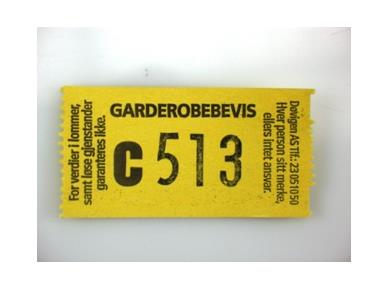 For verdier i lommer,
samt løse gjenstander
garanteres ikke.
GARDEROBEBEVIS
C 513
Døvigen AS Tlf.: 23 05 10 50
Hver person sitt merke,
ellers intet ansvar.